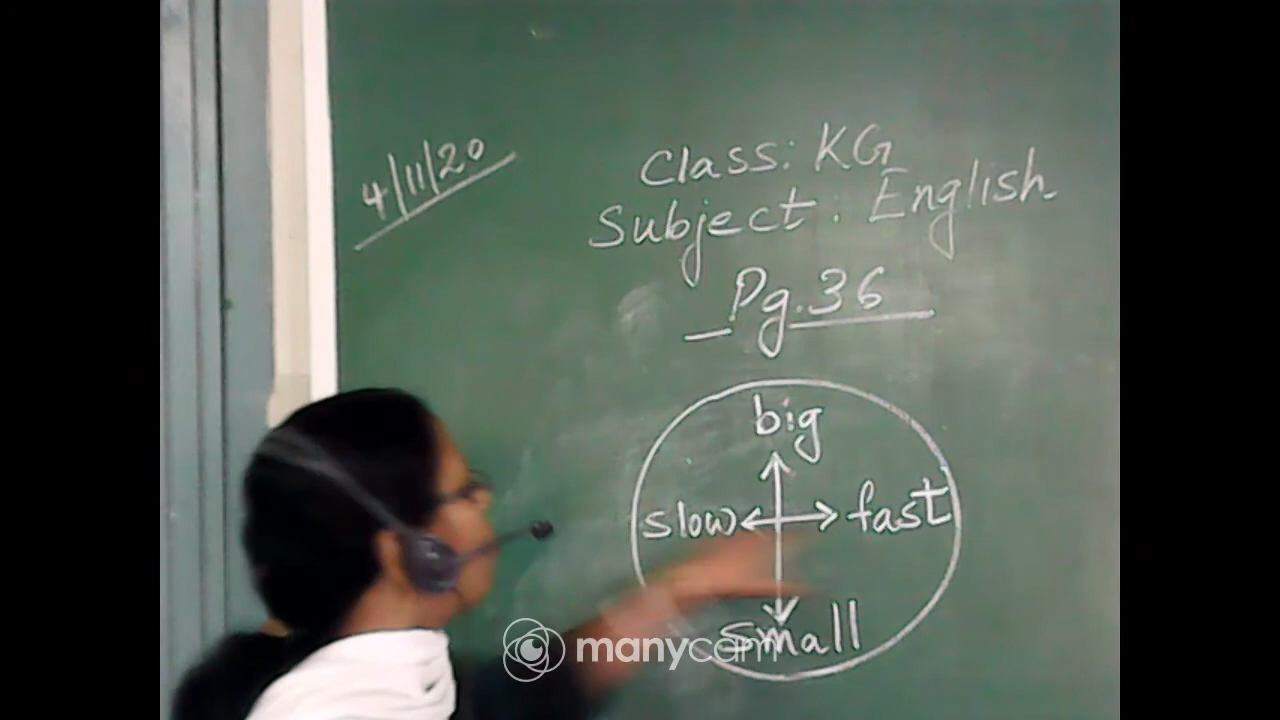 4/11/20
Class: KG
Subject: English
Pg.36
big
slow fast
small
manycam